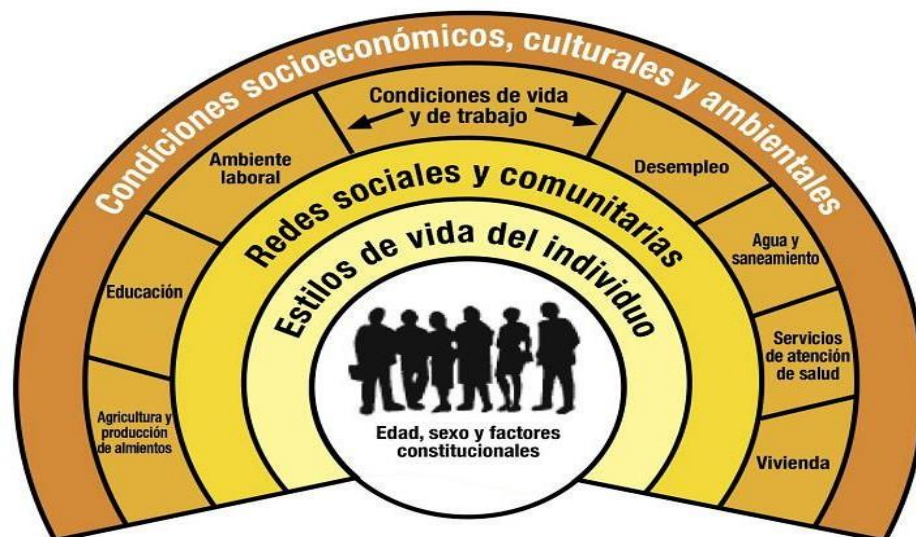 Condiciones socioeconómicos, culturales y ambientales
Condiciones de vida
y de trabajo
Ambiente
laboral
Desempleo
Educación
Agua y
saneamiento
Agricultura y
producción
de almientos
Servicios
de atención
de salud
Vivienda
Redes sociales y comunitarias
Estilos de vida del individuo
Edad, sexo y factores
constitucionales